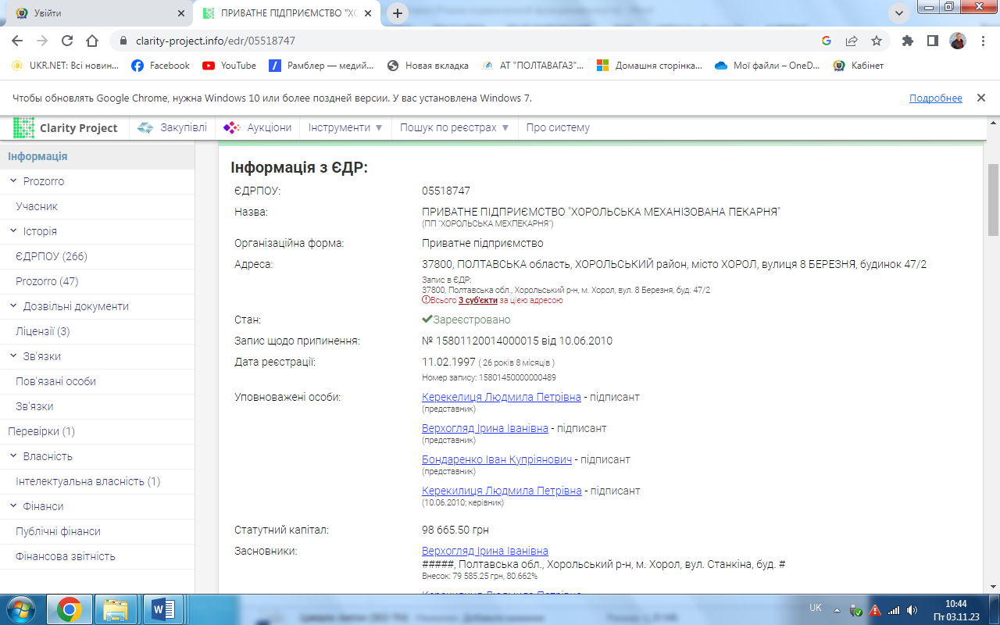 Увійти
ПРИВАТНЕ ПІДПРИЄМСТВО "ХО
clarity-project.info/edr/05518747
UKR.NET: Всі новин...
Facebook
YouTube
Рамблер — медий...
Новая вкладка
АТ "ПОЛТАВАГАЗ"...
Домашня сторінка...
Мої файли – OneD...
Кабінет
Чтобы обновлять Google Chrome, нужна Windows 10 или более поздней версии. У вас установлена Windows 7.
Подробнее
Clarity Project
Закупівлі
Аукціони
Інструменти ▼
Пошук по реєстрах ▼
Про систему
Інформація
Prozorro
Учасник
Історія
ЄДРПОУ (266)
Prozorro (47)
Дозвільні документи
Ліцензії (3)
Зв'язки
Пов'язані особи
Зв'язки
Перевірки (1)
Власність
Інтелектуальна власність (1)
Фінанси
Публічні фінанси
Фінансова звітність
Інформація з ЄДР:
ЄДРПОУ: 05518747
Назва: ПРИВАТНЕ ПІДПРИЄМСТВО "ХОРОЛЬСЬКА МЕХАНІЗОВАНА ПЕКАРНЯ"
(ПП "ХОРОЛЬСЬКА МЕХПЕКАРНЯ")
Організаційна форма: Приватне підприємство
Адреса: 37800, ПОЛТАВСЬКА область, ХОРОЛЬСЬКИЙ район, місто ХОРОЛ, вулиця 8 БЕРЕЗНЯ, будинок 47/2
Запис в ЄДР:
37800, Полтавська обл., Хорольський р-н, м. Хорол, вул. 8 Березня, буд. 47/2
Всього 3 суб'єкти за цією адресою
Стан: Зареєстровано
Запис щодо припинення: № 15801120014000015 від 10.06.2010
Дата реєстрації: 11.02.1997 ( 26 років 8 місяців )
Номер запису: 15801450000000489
Уповноважені особи: Керекелиця Людмила Петрівна - підписант
(представник)
Верхогляд Ірина Іванівна - підписант
(представник)
Бондаренко Іван Купріянович - підписант
(представник)
Керекилиця Людмила Петрівна - підписант
(10.06.2010; керівник)
Статутний капітал: 98 665.50 грн
Засновники: Верхогляд Ірина Іванівна
#####, Полтавська обл., Хорольський р-н, м. Хорол, вул. Станкіна, буд. #
Внесок: 79 585.25 грн, 80.662%
UK
10:44
Пт 03.11.23